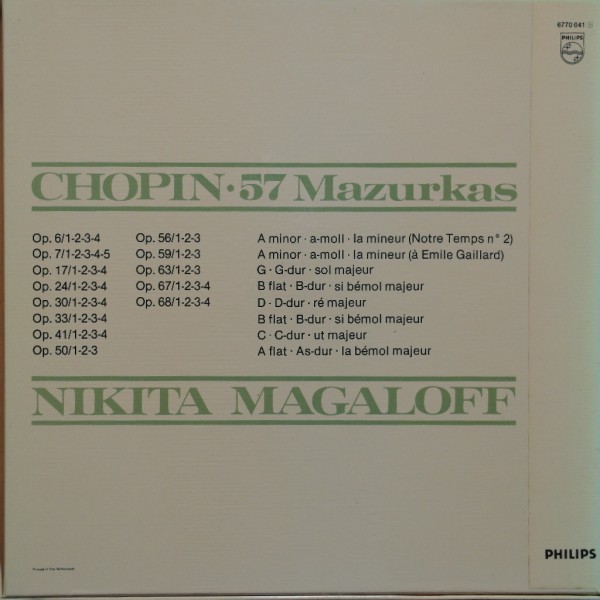 6770 041
PHILIPS
CHOPIN · 57 Mazurkas
Op. 6/1-2-3-4
Op. 7/1-2-3-4-5
Op. 17/1-2-3-4
Op. 24/1-2-3-4
Op. 30/1-2-3-4
Op. 33/1-2-3-4
Op. 41/1-2-3-4
Op. 50/1-2-3
Op. 56/1-2-3
Op. 59/1-2-3
Op. 63/1-2-3
Op. 67/1-2-3-4
Op. 68/1-2-3-4
A minor · a-moll · la mineur (Notre Temps n° 2)
A minor · a-moll · la mineur (à Emile Gaillard)
G · G-dur · sol majeur
B flat · B-dur · si bémol majeur
D · D-dur · ré majeur
B flat · B-dur · si bémol majeur
C · C-dur · ut majeur
A flat · As-dur · la bémol majeur
NIKITA MAGALOFF
PHILIPS